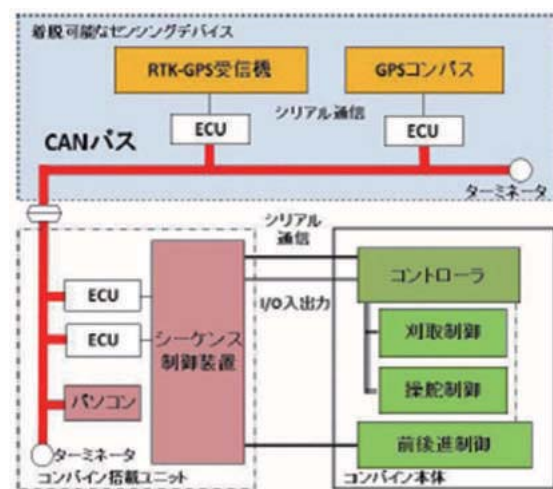 着脱可能なセンシングデバイス
RTK-GPS受信機
GPSコンパス
シリアル通信
ECU
ECU
CANバス
ターミネータ
シリアル
通信
ECU
ECU
パソコン
シーケンス
制御装置
I/O入出力
コントローラ
刈取制御
操舵制御
前後進制御
ターミネータ
コンバイン搭載ユニット
コンバイン本体